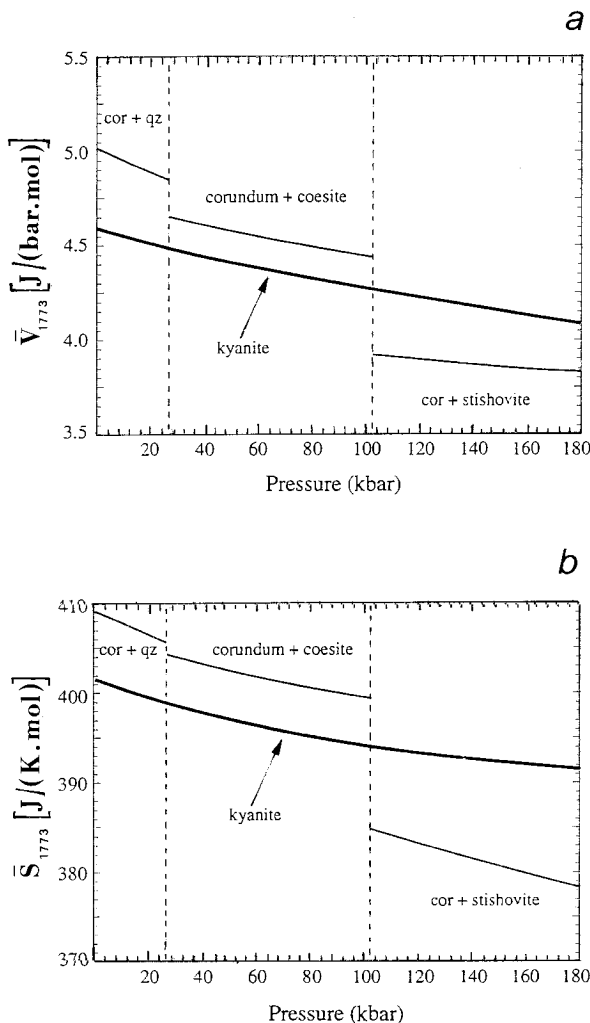 a
5.5
5.0
4.5
4.0
3.5
V̄1773 [J/(bar.mol)]
cor + qz
corundum + coesite
kyanite
cor + stishovite
20 40 60 80 100 120 140 160 180
Pressure (kbar)
b
410
400
390
380
370
S̄1773 [J/(K.mol)]
cor + qz
corundum + coesite
kyanite
cor + stishovite
20 40 60 80 100 120 140 160 180
Pressure (kbar)